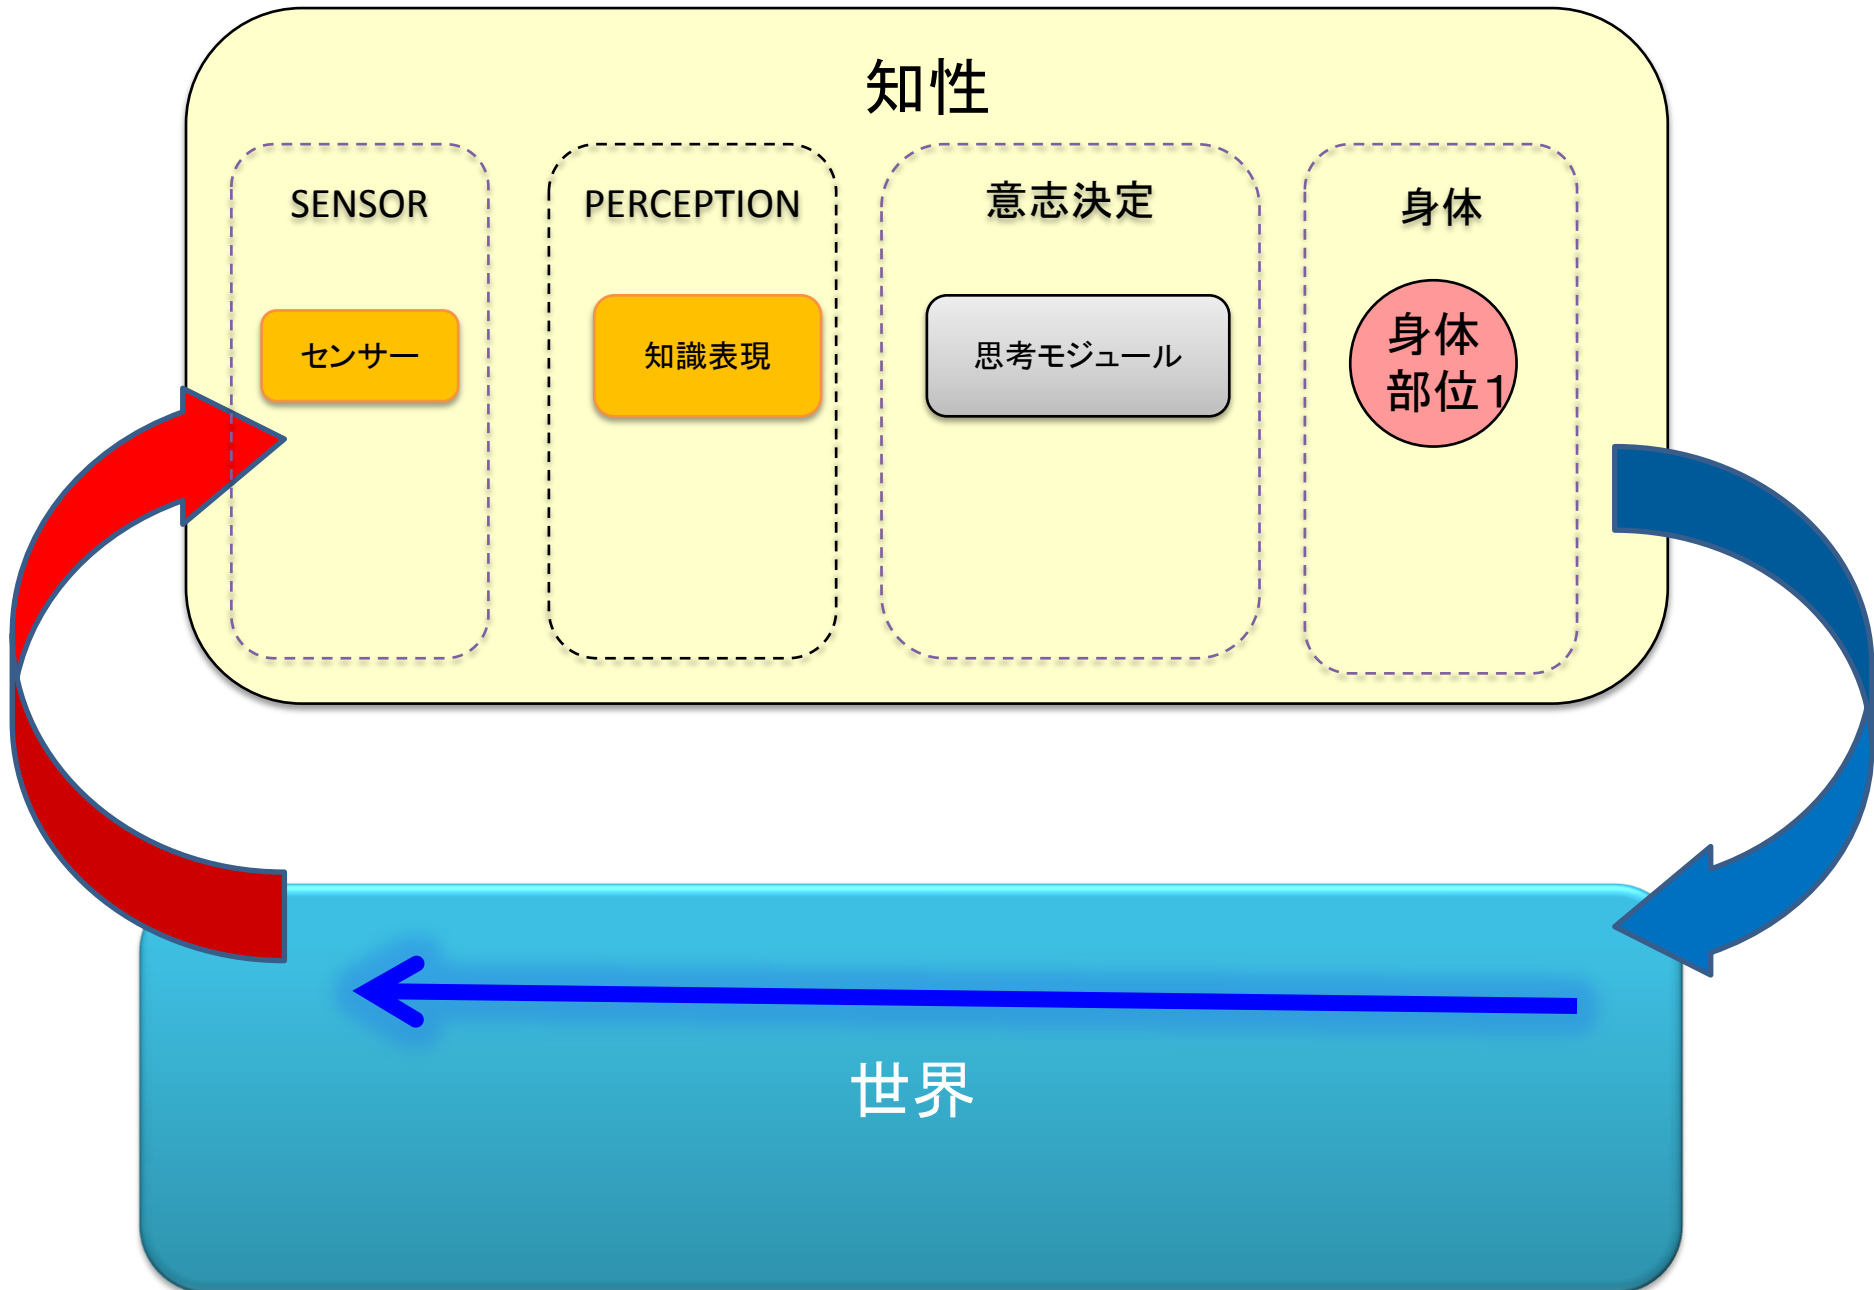 知性
SENSOR
PERCEPTION
意志決定
身体
センサー
知識表現
思考モジュール
身体
部位１
世界